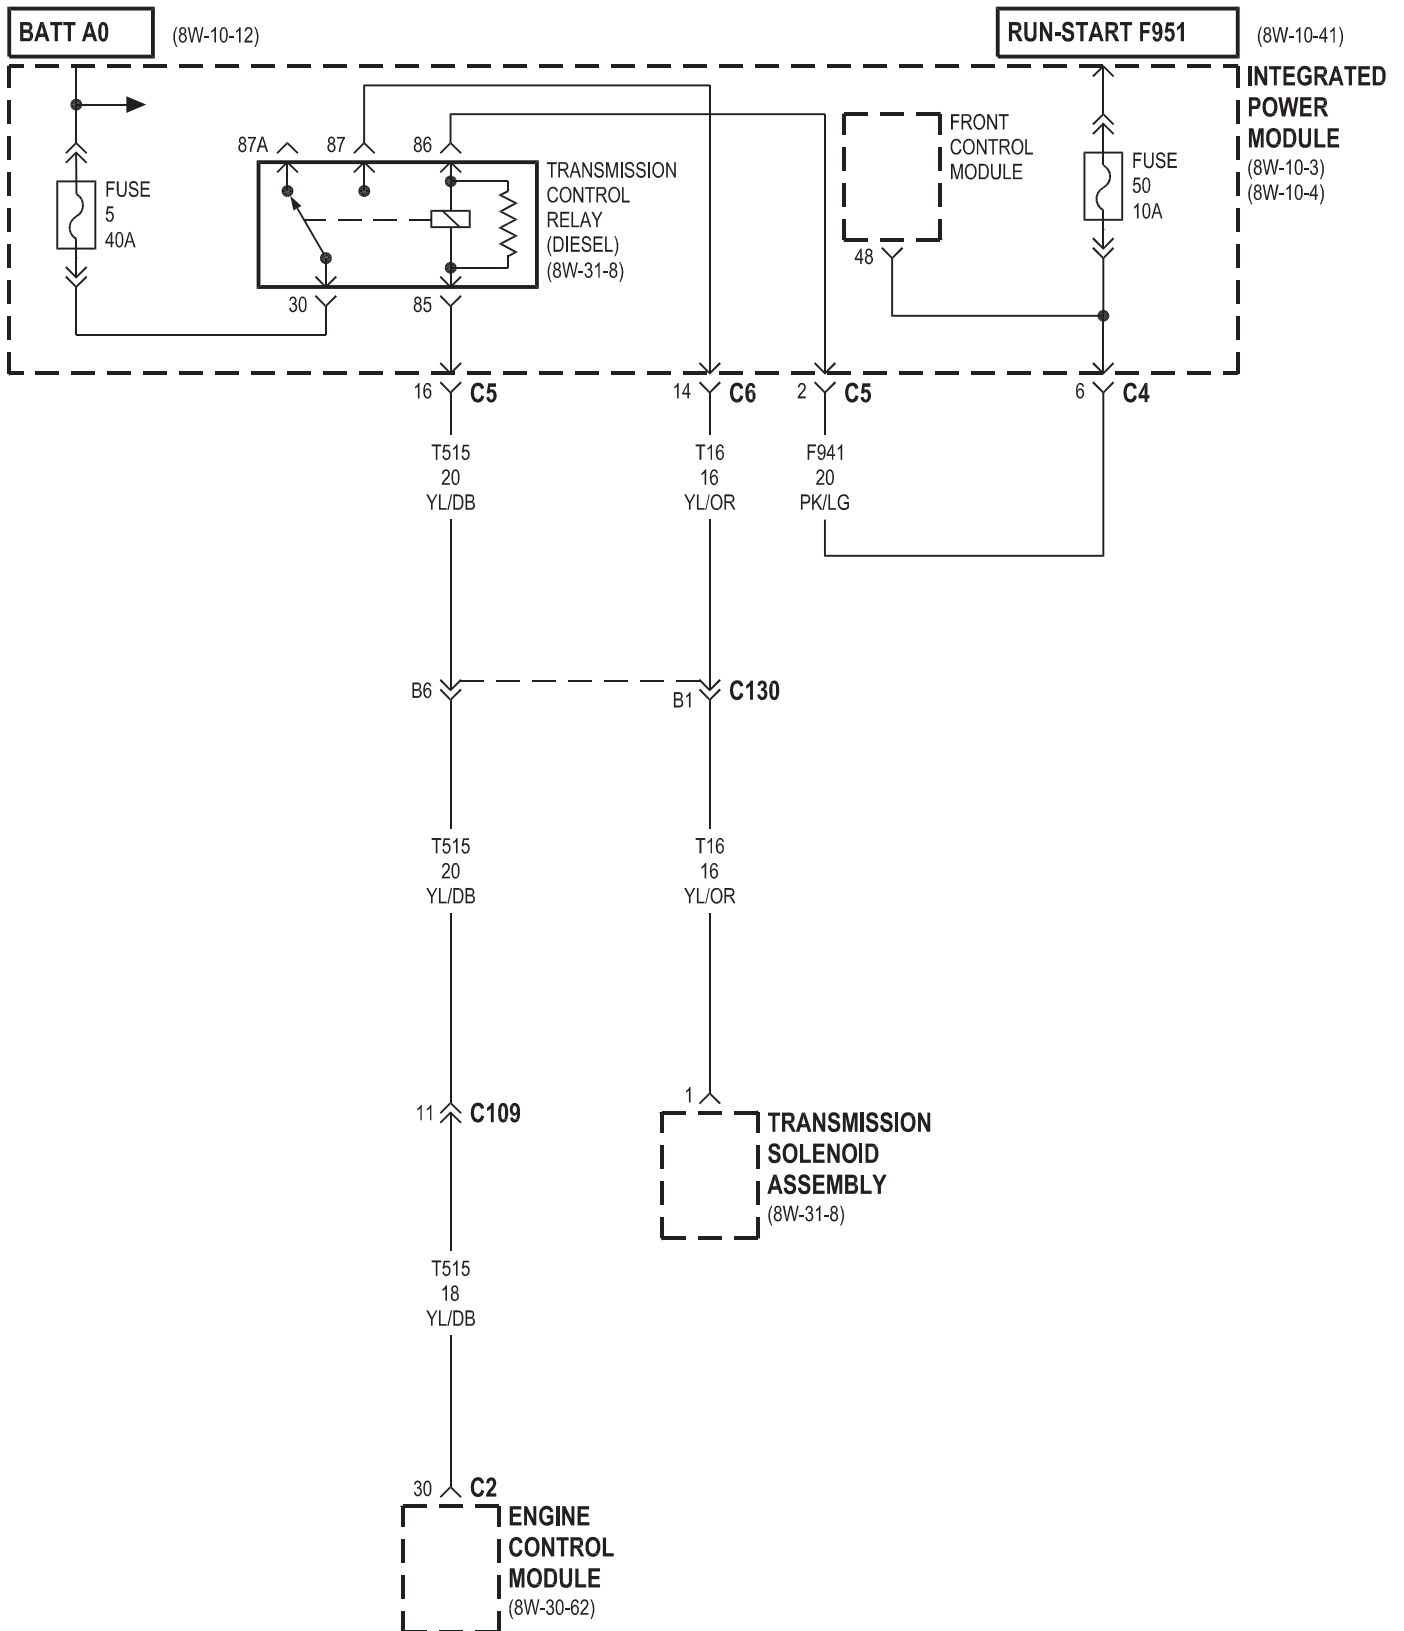 BATT A0
(8W-10-12)
RUN-START F951
(8W-10-41)
INTEGRATED
POWER
MODULE
(8W-10-3)
(8W-10-4)
FUSE
5
40A
87A
87
86
TRANSMISSION
CONTROL
RELAY
(DIESEL)
(8W-31-8)
30
85
FRONT
CONTROL
MODULE
48
FUSE
50
10A
16
C5
14
C6
2
C5
6
C4
T515
20
YL/DB
T16
16
YL/OR
F941
20
PK/LG
B6
B1
C130
T515
20
YL/DB
T16
16
YL/OR
11
C109
1
TRANSMISSION
SOLENOID
ASSEMBLY
(8W-31-8)
T515
18
YL/DB
30
C2
ENGINE
CONTROL
MODULE
(8W-30-62)